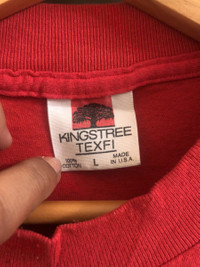 KINGSTREE
TEXFI
100% COTTON L MADE IN U.S.A.